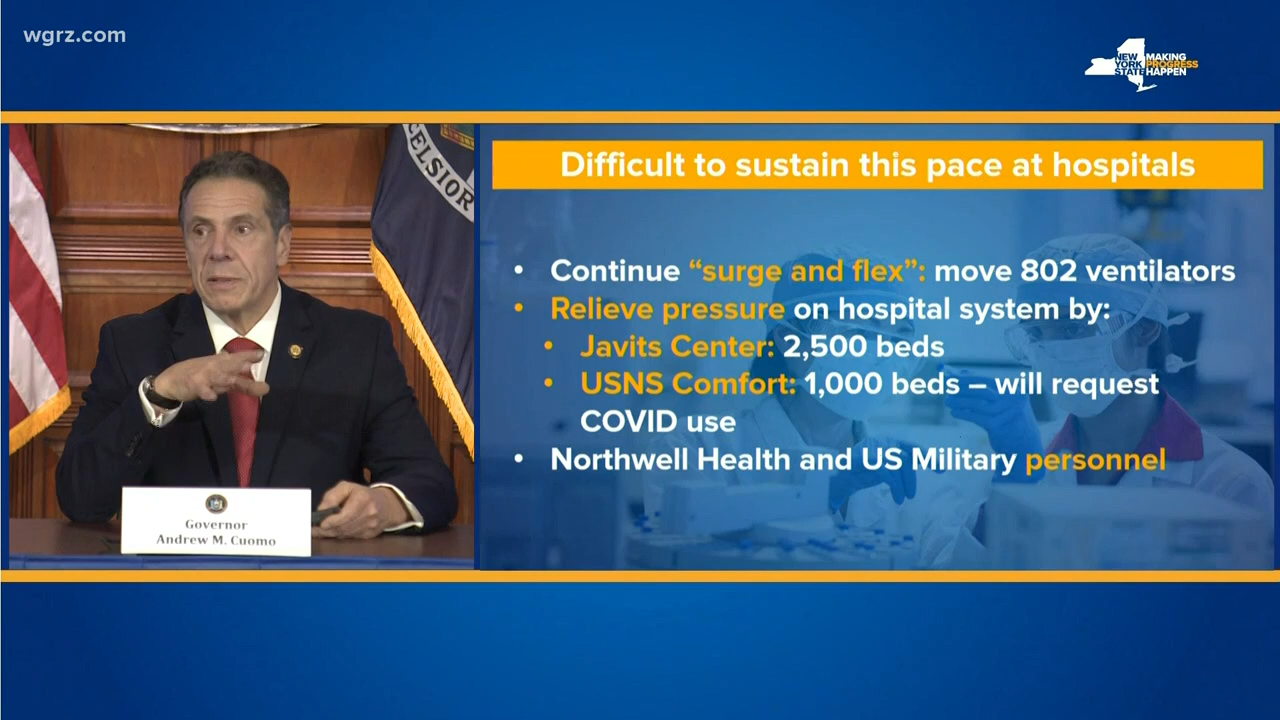 wgrz.com
NEW
YORK
STATE
MAKING
PROGRESS
HAPPEN
ELSIOR
Governor
Andrew M. Cuomo
Difficult to sustain this pace at hospitals
• Continue “surge and flex”: move 802 ventilators
• Relieve pressure on hospital system by:
• Javits Center: 2,500 beds
• USNS Comfort: 1,000 beds – will request
COVID use
• Northwell Health and US Military personnel